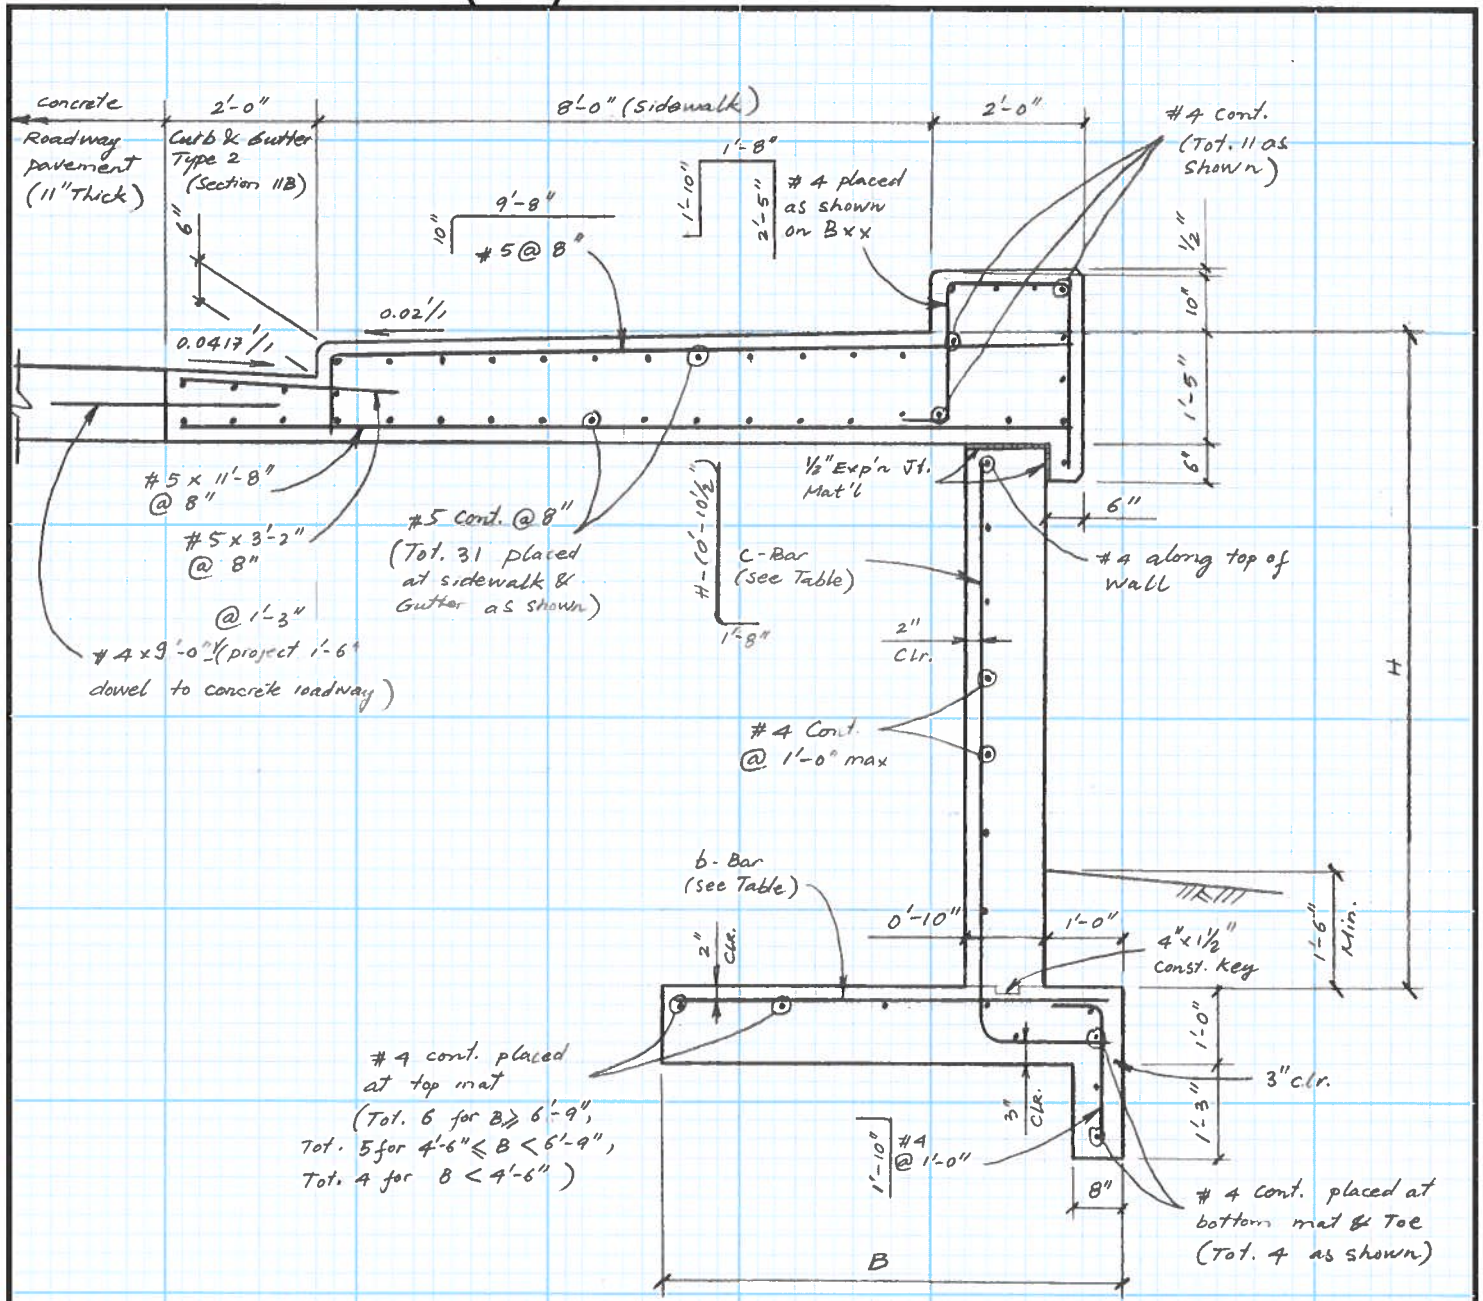 concrete
Roadway
pavement
(11" Thick)
2'-0"
Curb & Gutter
Type 2
(Section 11B)
8'-0" (Sidewalk)
2'-0"
#4 cont.
(Tot. 11 as
shown)
1'-8"
1'-10"
2'-5"
#4 placed
as shown
on Bxx
9'-8"
10"
#5 @ 8"
6"
0.02'/1
0.0417'/1
1/2"
10"
1'-5"
6"
#5 x 11'-8"
@ 8"
#5 x 3'-2"
@ 8"
@ 1'-3"
#4 x 9'-0" (project 1'-6"
dowel to concrete roadway)
#5 cont. @ 8"
(Tot. 31 placed
at sidewalk &
Gutter as shown)
H-(0'-10 1/2")
1'-8"
1/2" Exp'n Jt.
Mat'l
6"
C-Bar
(see Table)
#4 along top of
wall
2"
Clr.
H
#4 Cont.
@ 1'-0" max
b-Bar
(see Table)
2"
CLR.
0'-10"
1'-0"
4" x 1 1/2"
Const. Key
1'-6"
Min.
1'-0"
3" clr.
1'-3"
#4 cont. placed
at top mat
(Tot. 6 for B ≥ 6'-9",
Tot. 5 for 4'-6" ≤ B < 6'-9",
Tot. 4 for B < 4'-6")
3"
CLR.
1'-10"
#4
@ 1'-0"
8"
#4 cont. placed at
bottom mat & Toe
(Tot. 4 as shown)
B